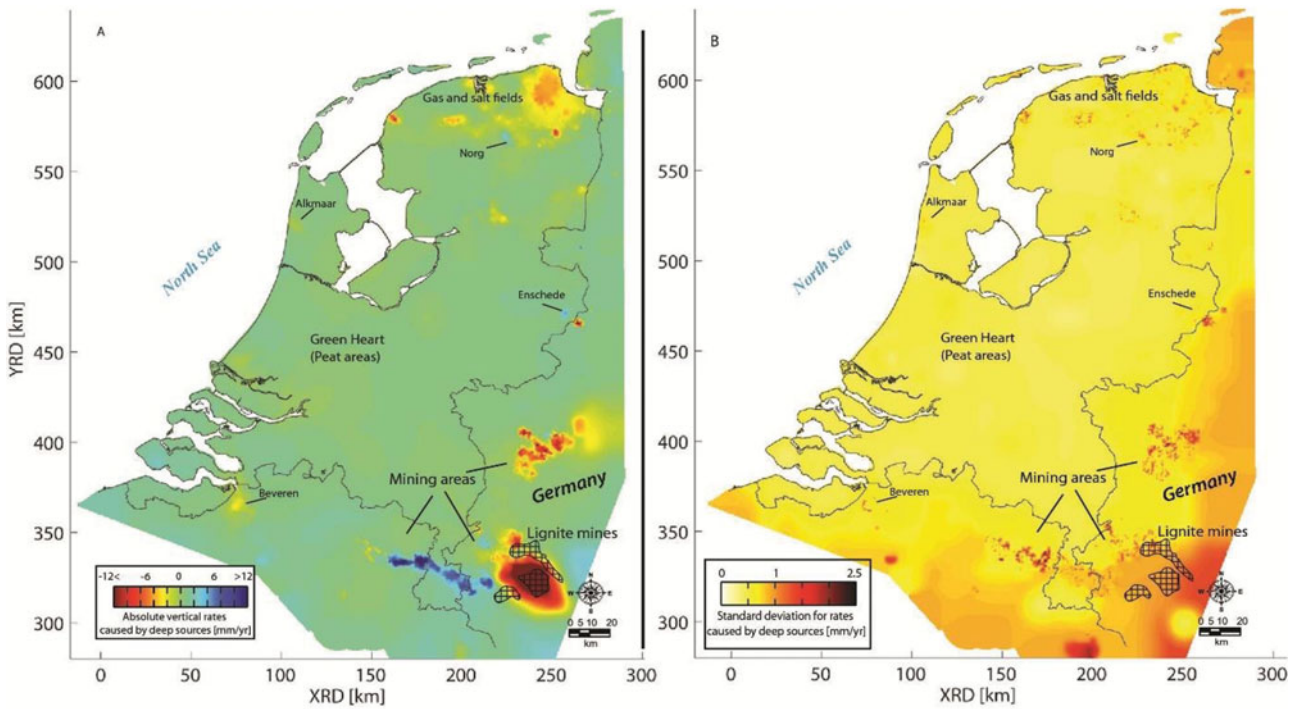 A
600
550
500
450
400
350
300
YRD [km]
Gas and salt fields
Norg
Alkmaar
North Sea
Enschede
Green Heart
(Peat areas)
Mining areas
Germany
Beveren
Lignite mines
-12< -6 0 6 >12
Absolute vertical rates
caused by deep sources [mm/yr]
N
W E
S
0 5 10 20
km
0 50 100 150 200 250 300
XRD [km]
B
600
550
500
450
400
350
300
Gas and salt fields
Norg
Alkmaar
North Sea
Enschede
Green Heart
(Peat areas)
Mining areas
Germany
Beveren
Lignite mines
0 1 2.5
Standard deviation for rates
caused by deep sources [mm/yr]
N
W E
S
0 5 10 20
km
0 50 100 150 200 250 300
XRD [km]